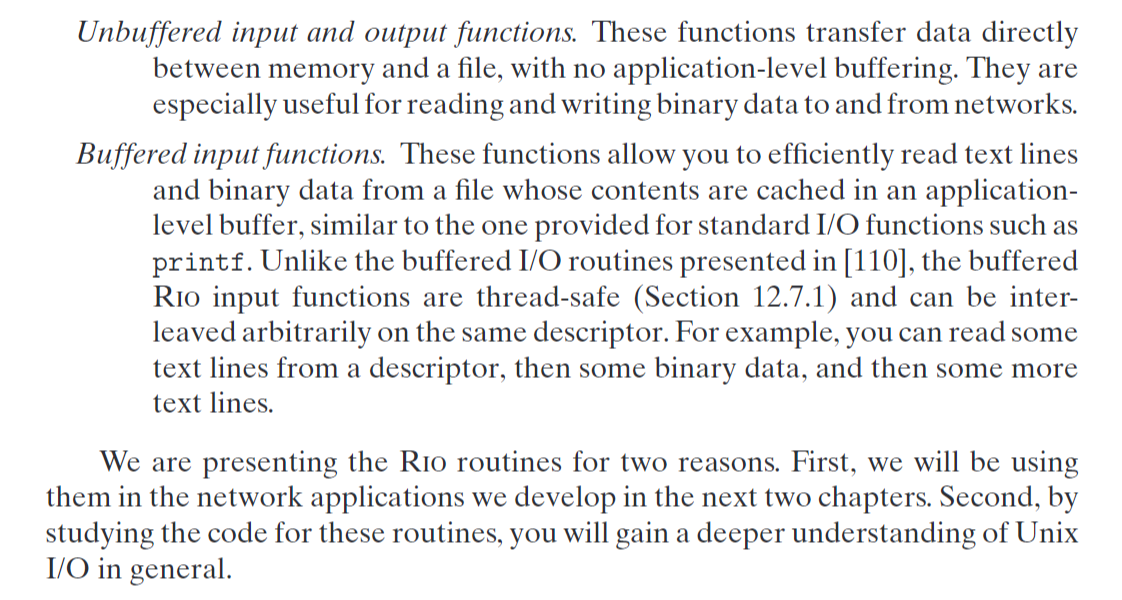 Unbuffered input and output functions. These functions transfer data directly
between memory and a file, with no application-level buffering. They are
especially useful for reading and writing binary data to and from networks.
Buffered input functions. These functions allow you to efficiently read text lines
and binary data from a file whose contents are cached in an application-
level buffer, similar to the one provided for standard I/O functions such as
printf. Unlike the buffered I/O routines presented in [110], the buffered
RIO input functions are thread-safe (Section 12.7.1) and can be inter-
leaved arbitrarily on the same descriptor. For example, you can read some
text lines from a descriptor, then some binary data, and then some more
text lines.
We are presenting the RIO routines for two reasons. First, we will be using
them in the network applications we develop in the next two chapters. Second, by
studying the code for these routines, you will gain a deeper understanding of Unix
I/O in general.